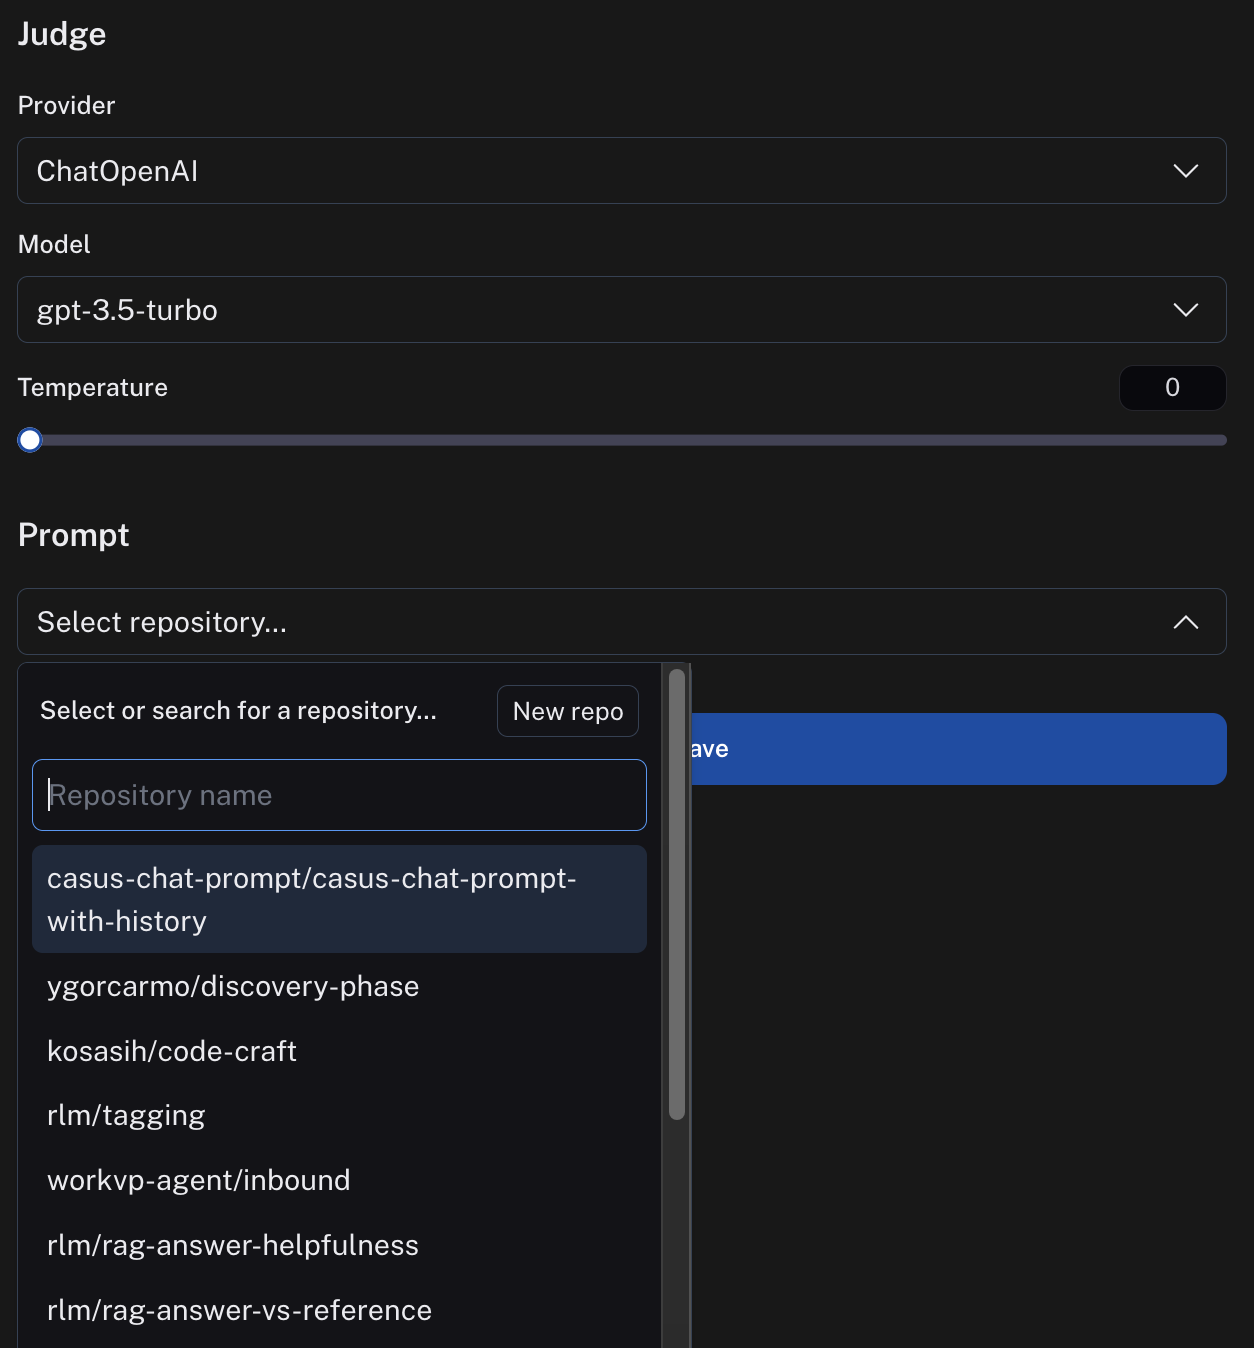 Judge
Provider
ChatOpenAI
Model
gpt-3.5-turbo
Temperature
0
Prompt
Select repository...
Select or search for a repository...
New repo
ave
Repository name
casus-chat-prompt/casus-chat-prompt-
with-history
ygorcarmo/discovery-phase
kosasih/code-craft
rlm/tagging
workvp-agent/inbound
rlm/rag-answer-helpfulness
rlm/rag-answer-vs-reference